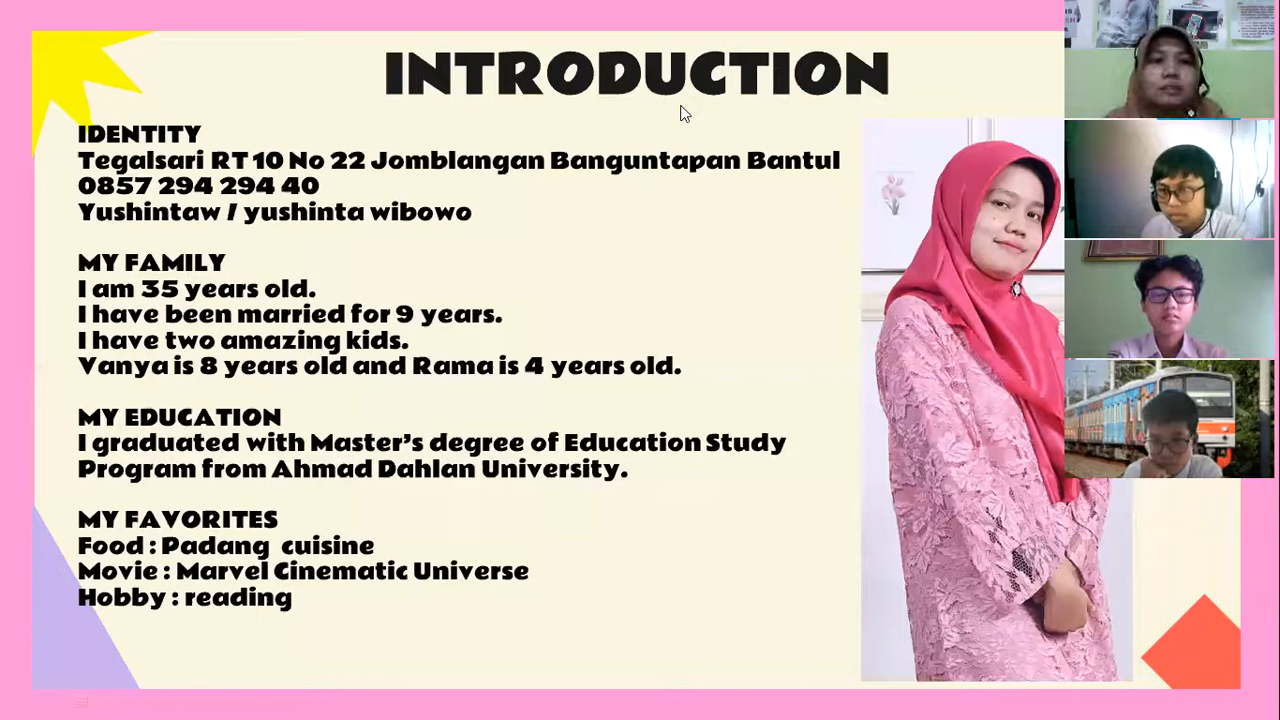 INTRODUCTION
IDENTITY
Tegalsari RT 10 No 22 Jomblangan Banguntapan Bantul
0857 294 294 40
Yushintaw / yushinta wibowo
MY FAMILY
I am 35 years old.
I have been married for 9 years.
I have two amazing kids.
Vanya is 8 years old and Rama is 4 years old.
MY EDUCATION
I graduated with Master’s degree of Education Study
Program from Ahmad Dahlan University.
MY FAVORITES
Food : Padang cuisine
Movie : Marvel Cinematic Universe
Hobby : reading